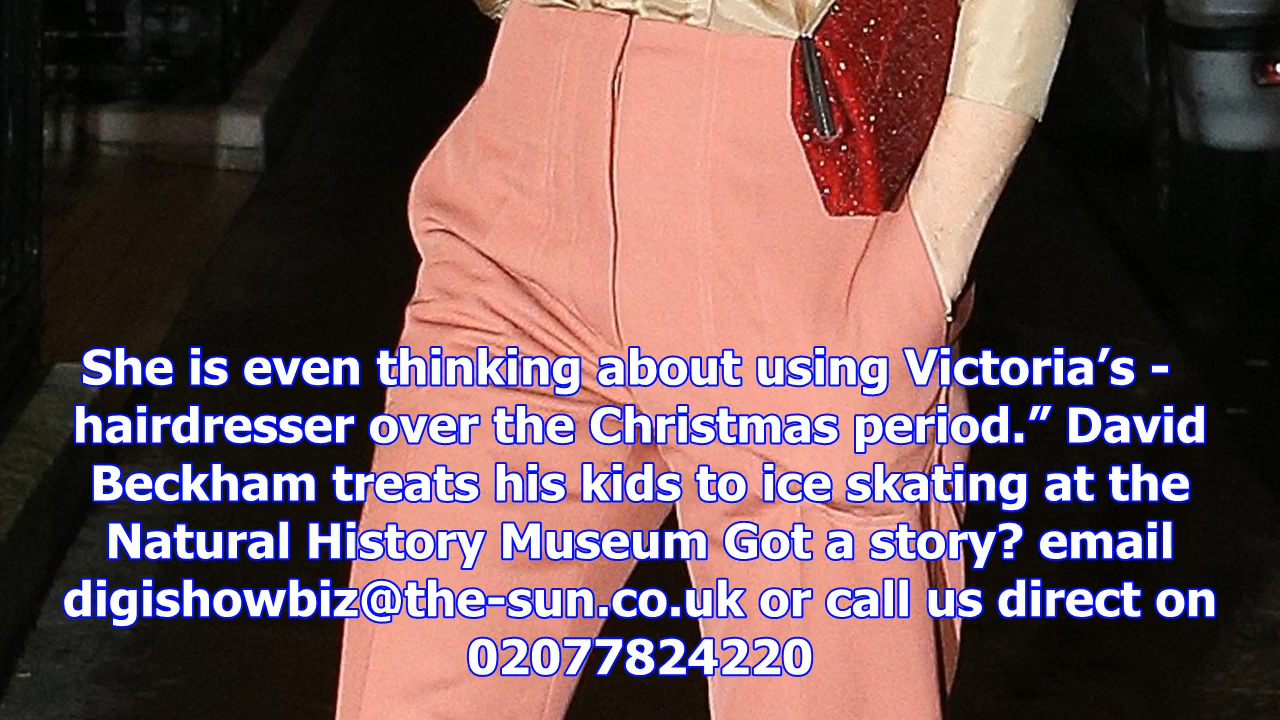 She is even thinking about using Victoria’s -
hairdresser over the Christmas period.” David
Beckham treats his kids to ice skating at the
Natural History Museum Got a story? email
digishowbiz@the-sun.co.uk or call us direct on
02077824220